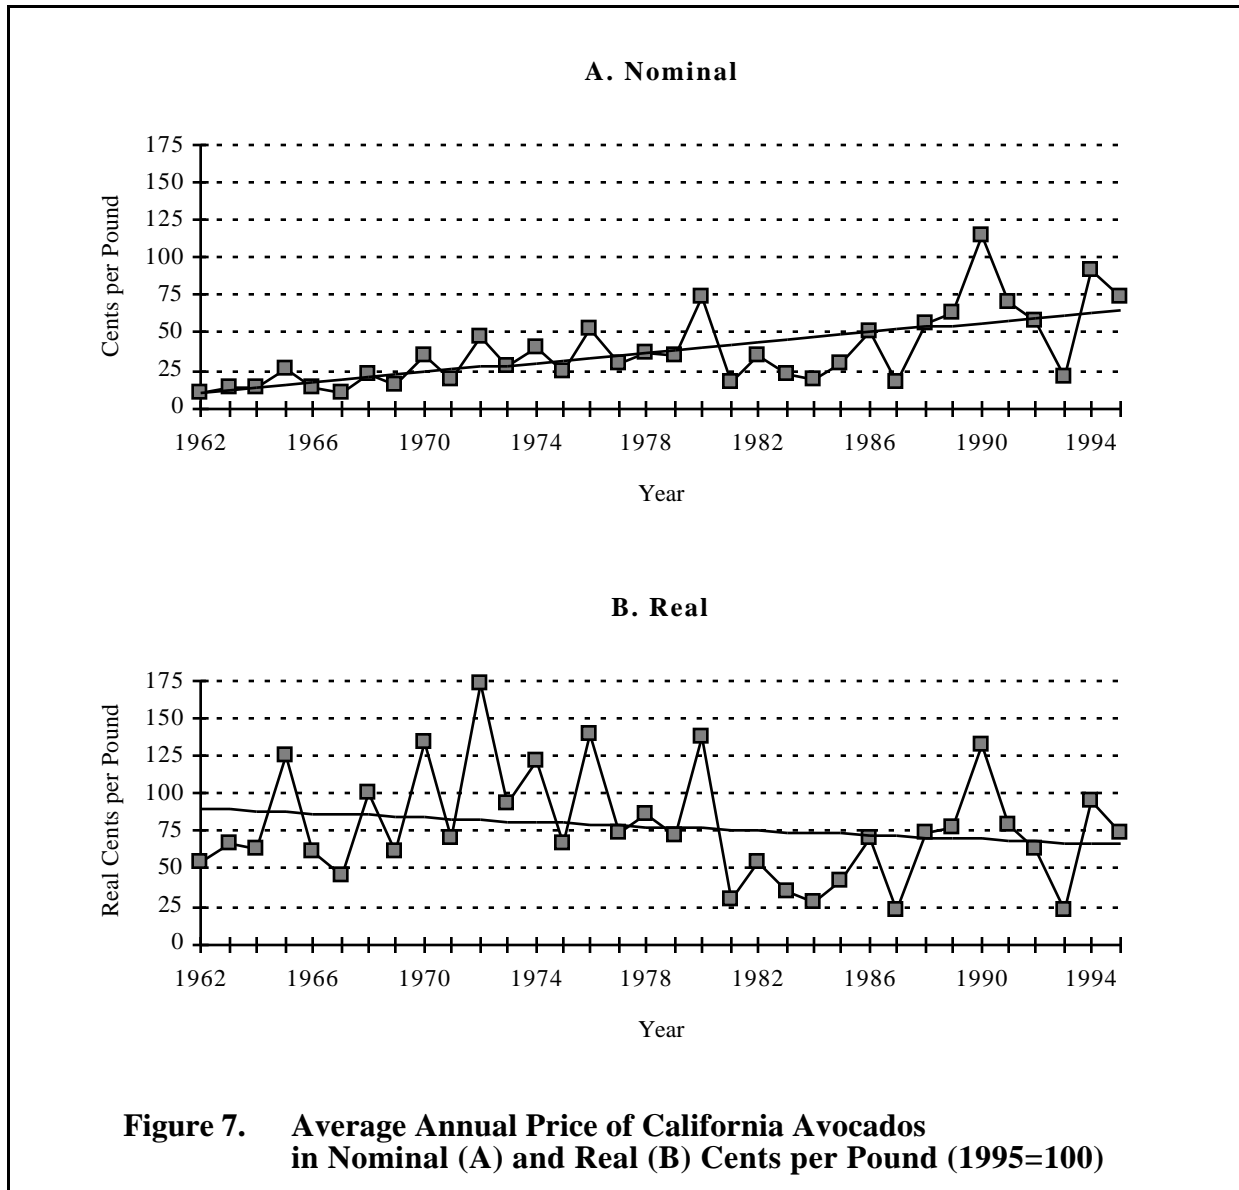 A. Nominal
175
150
125
100
75
50
25
0
Cents per Pound
1962 1966 1970 1974 1978 1982 1986 1990 1994
Year
B. Real
175
150
125
100
75
50
25
0
Real Cents per Pound
1962 1966 1970 1974 1978 1982 1986 1990 1994
Year
Figure 7. Average Annual Price of California Avocados
in Nominal (A) and Real (B) Cents per Pound (1995=100)